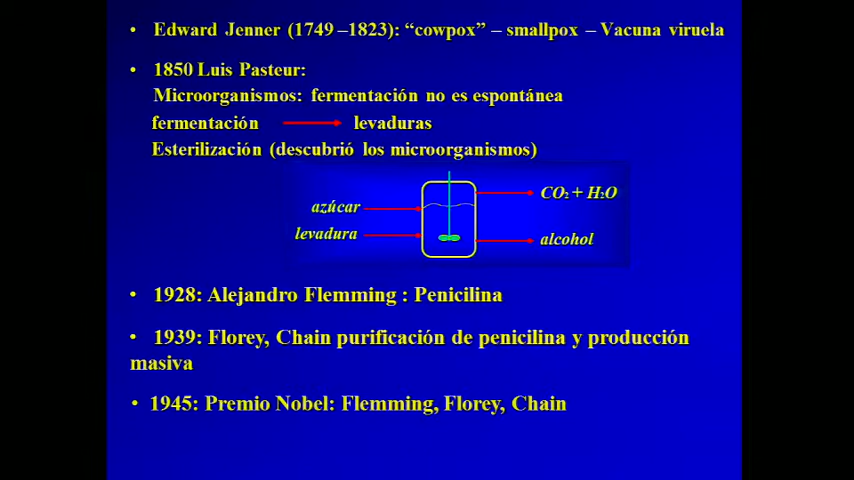 • Edward Jenner (1749 –1823): “cowpox” – smallpox – Vacuna viruela
• 1850 Luis Pasteur:
Microorganismos: fermentación no es espontánea
fermentación levaduras
Esterilización (descubrió los microorganismos)
azúcar
levadura
CO₂ + H₂O
alcohol
• 1928: Alejandro Flemming : Penicilina
• 1939: Florey, Chain purificación de penicilina y producción
masiva
• 1945: Premio Nobel: Flemming, Florey, Chain